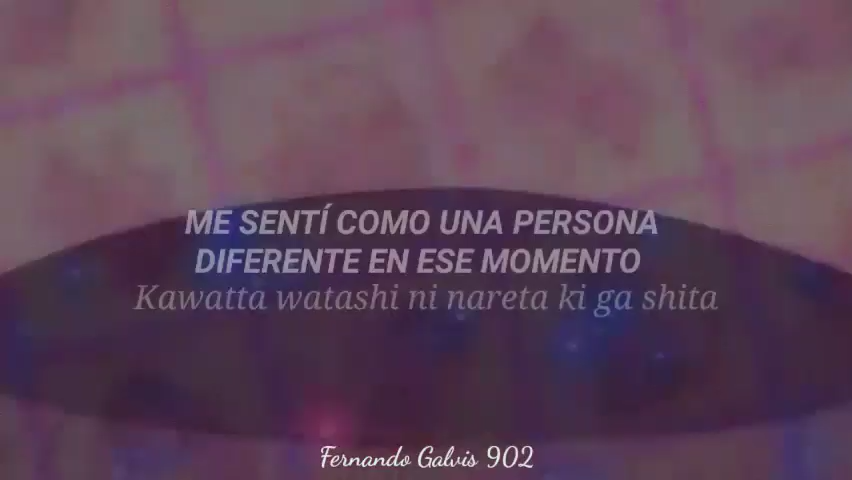 ME SENTÍ COMO UNA PERSONA
DIFERENTE EN ESE MOMENTO
Kawatta watashi ni nareta ki ga shita
Fernando Galvis 902